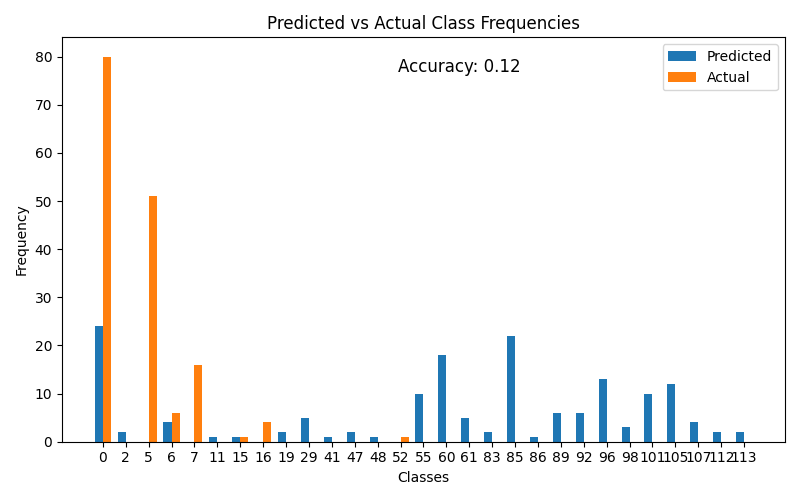 Predicted vs Actual Class Frequencies
Accuracy: 0.12
Predicted
Actual
80
70
60
50
40
30
20
10
0
Frequency
0 2 5 6 7 11 15 16 19 29 41 47 48 52 55 60 61 83 85 86 89 92 96 98 101 105 107 112 113
Classes